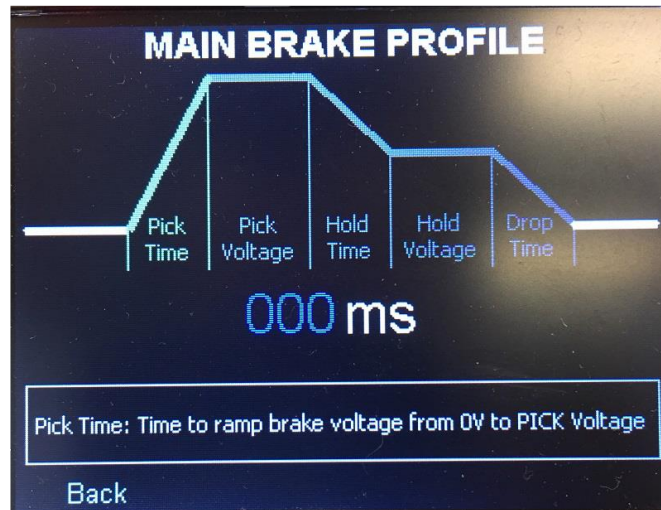 MAIN BRAKE PROFILE
Pick Time
Pick Voltage
Hold Time
Hold Voltage
Drop Time
000 ms
Pick Time: Time to ramp brake voltage from 0V to PICK Voltage
Back